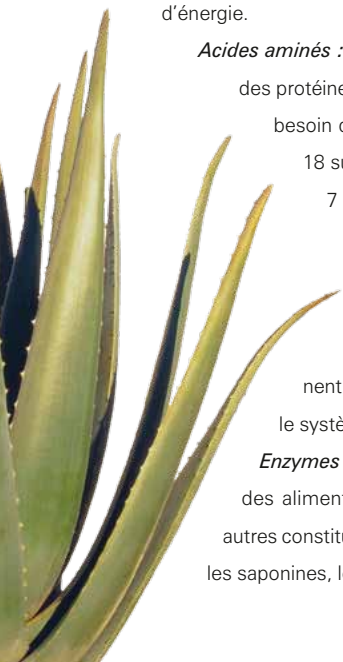 d'énergie.
Acides aminés :
des protéine
besoin
18 su
7
nent
le systè
Enzymes
des aliment
autres constitu
les saponines, l